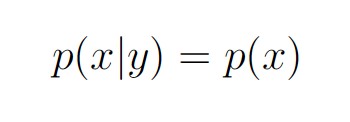 p(x|y) = p(x)